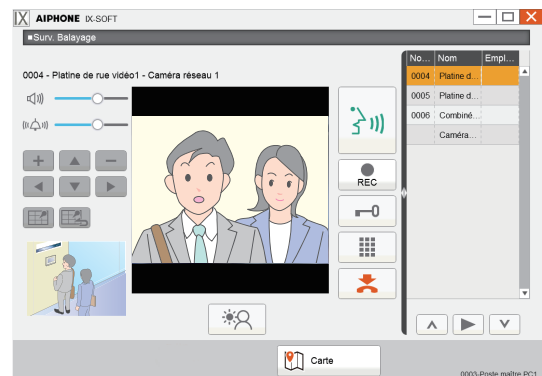 IX AIPHONE IX-SOFT
■Surv. Balayage
0004 - Platine de rue vidéo1 - Caméra réseau 1
REC
No... Nom Empl...
0004 Platine d...
0005 Platine d...
0006 Combiné...
Caméra...
Carte
0003-Poste maître PC1